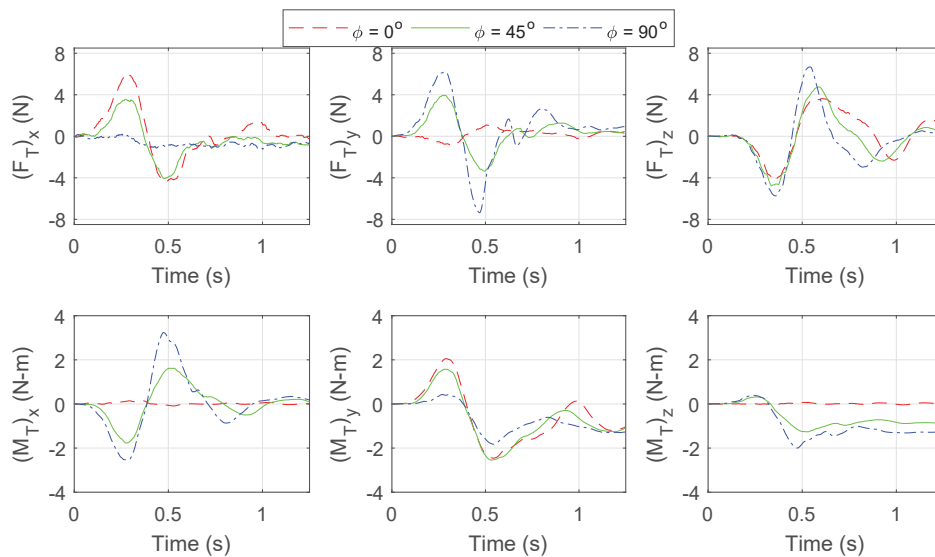 ϕ = 0° ϕ = 45° ϕ = 90°
8
4
0
-4
-8
(F_T)_x (N)
0 0.5 1
Time (s)
8
4
0
-4
-8
(F_T)_y (N)
0 0.5 1
Time (s)
8
4
0
-4
-8
(F_T)_z (N)
0 0.5 1
Time (s)
4
2
0
-2
-4
(M_T)_x (N-m)
0 0.5 1
Time (s)
4
2
0
-2
-4
(M_T)_y (N-m)
0 0.5 1
Time (s)
4
2
0
-2
-4
(M_T)_z (N-m)
0 0.5 1
Time (s)